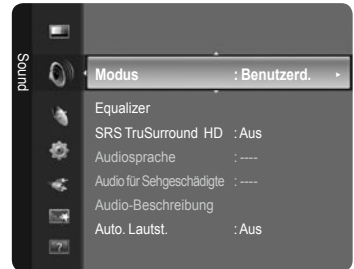 Sound
Modus : Benutzerd.
Equalizer
SRS TruSurround HD : Aus
Audiosprache : ----
Audio für Sehgeschädigte : ----
Audio-Beschreibung
Auto. Lautst. : Aus
?